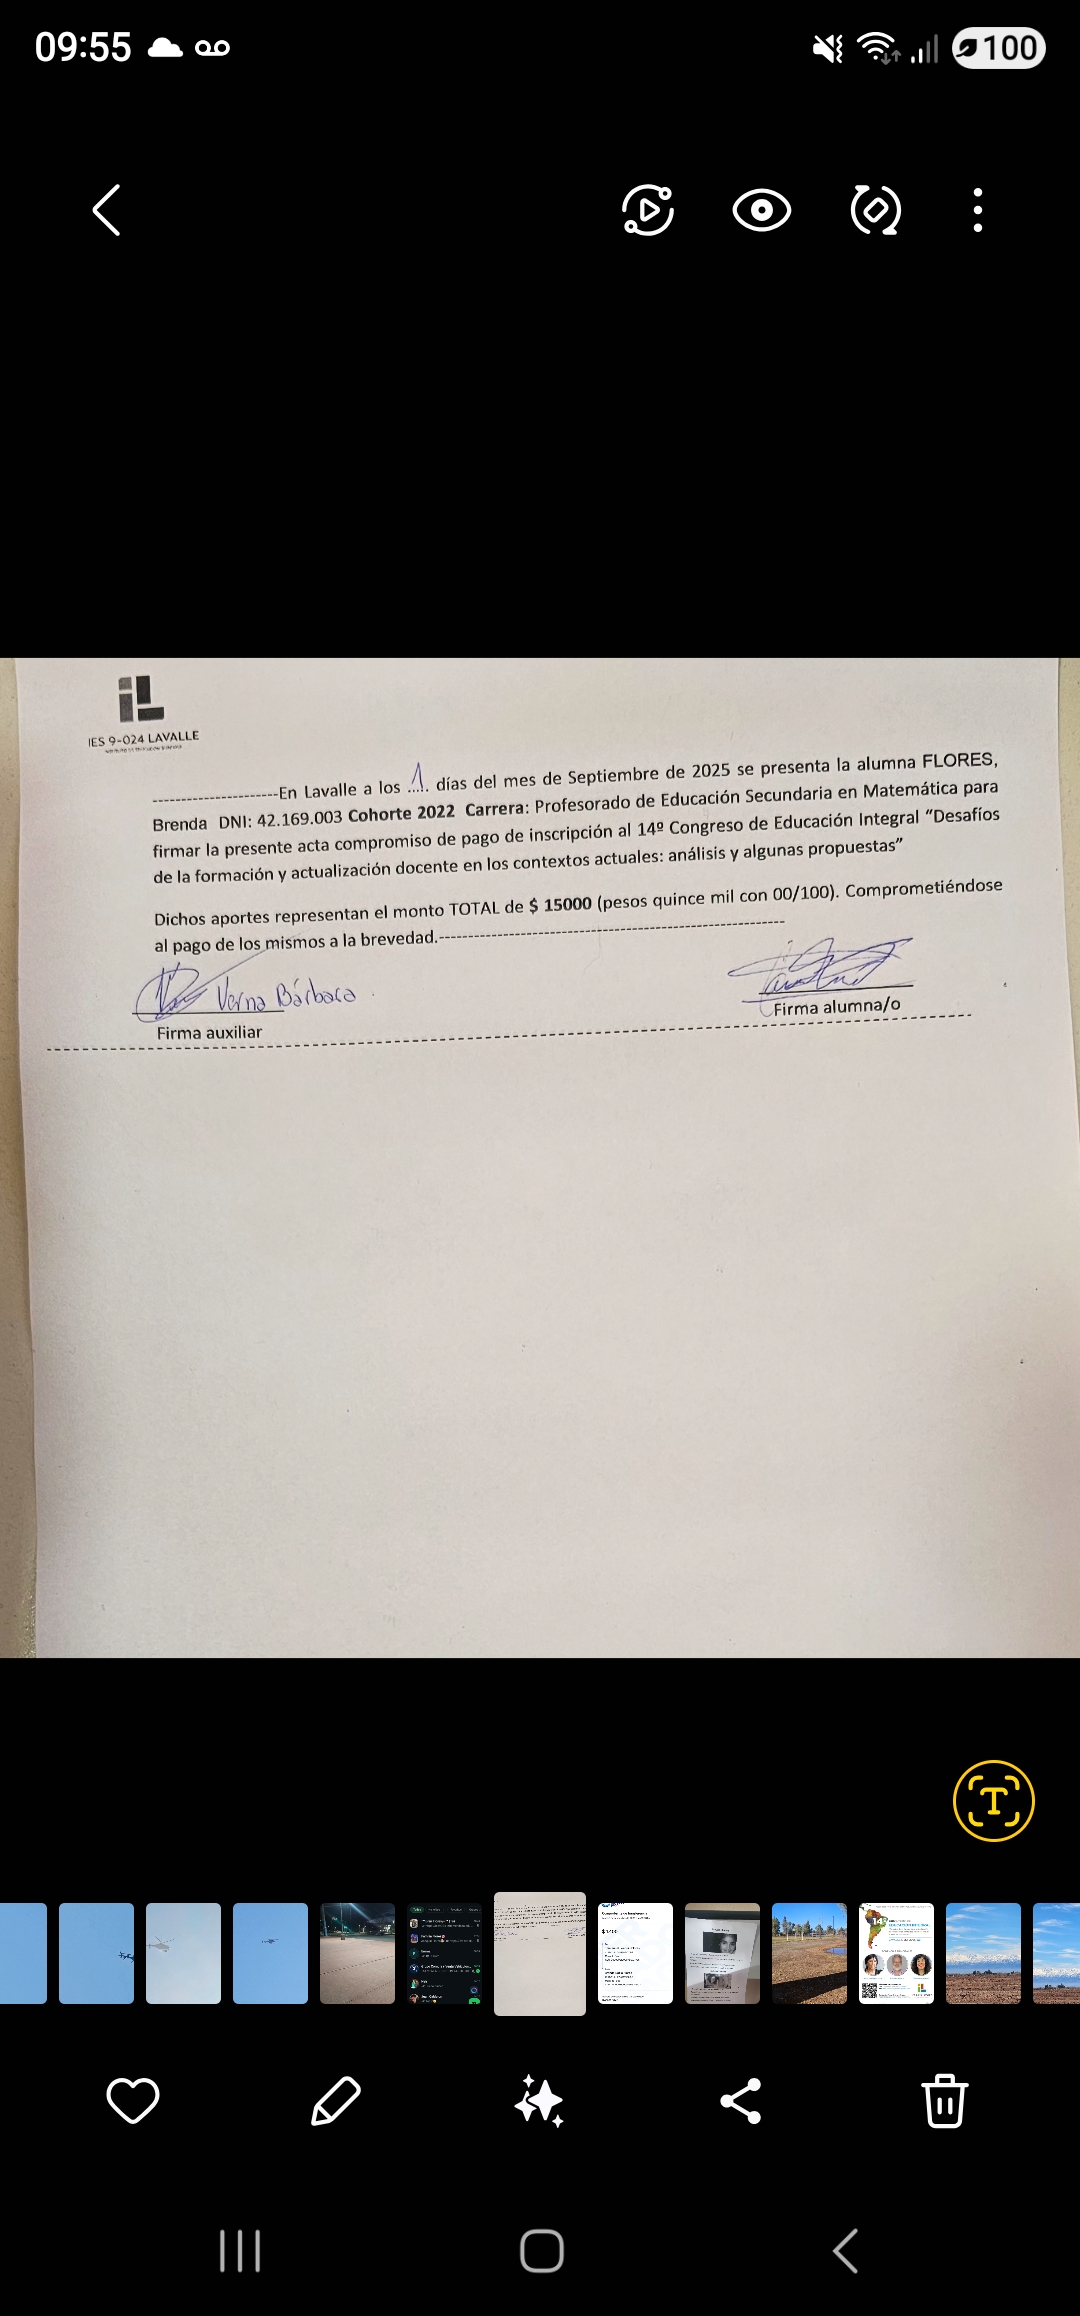 09:55
100
IES 9-024 LAVALLE
----------------------En Lavalle a los ..1.. días del mes de Septiembre de 2025 se presenta la alumna FLORES,
Brenda DNI: 42.169.003 Cohorte 2022 Carrera: Profesorado de Educación Secundaria en Matemática para
firmar la presente acta compromiso de pago de inscripción al 14º Congreso de Educación Integral “Desafíos
de la formación y actualización docente en los contextos actuales: análisis y algunas propuestas”
Dichos aportes representan el monto TOTAL de $ 15000 (pesos quince mil con 00/100). Comprometiéndose
al pago de los mismos a la brevedad.------------------------------------------------------------
Verna Bárbara
Firma auxiliar
Firma alumna/o
T